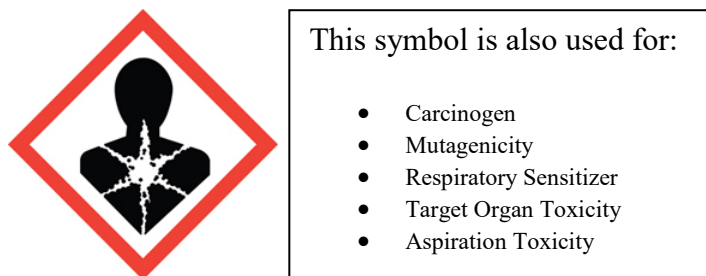 This symbol is also used for:
• Carcinogen
• Mutagenicity
• Respiratory Sensitizer
• Target Organ Toxicity
• Aspiration Toxicity